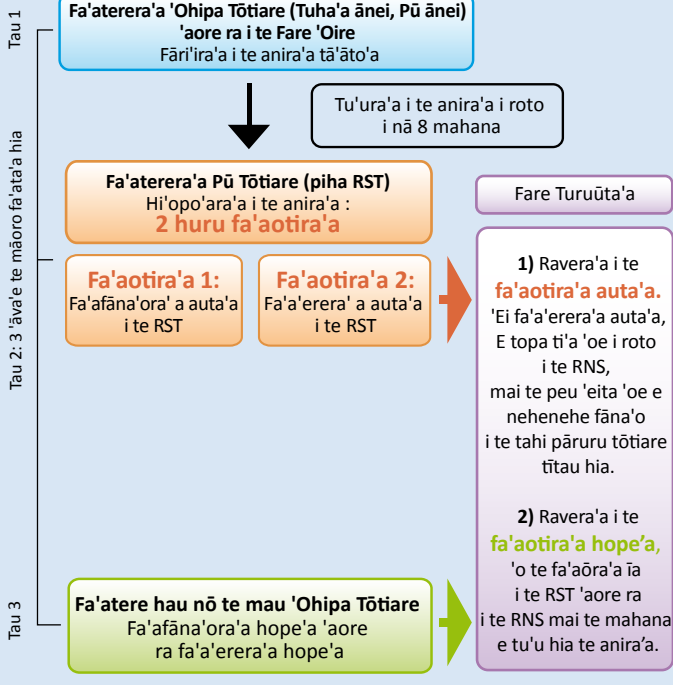 Tau 1
Fa'aterera'a 'Ohipa Tōtiare (Tuha'a ānei, Pū ānei)
'aore ra i te Fare 'Oire
Fāri'ira'a i te anira'a tā'āto'a
Tu'ura'a i te anira'a i roto
i nā 8 mahana
Tau 2: 3 'āva'e te māoro fa'ata'a hia
Fa'aterera'a Pū Tōtiare (piha RST)
Hi'opo'ara'a i te anira'a :
2 huru fa'aotira'a
Fa'aotira'a 1:
Fa'afāna'ora' a auta'a
i te RST
Fa'aotira'a 2:
Fa'a'erera' a auta'a
i te RST
Fare Turuūta'a
1) Ravera'a i te
fa'aotira'a auta'a.
'Ei fa'a'erera'a auta'a,
E topa ti'a 'oe i roto
i te RNS,
mai te peu 'eita 'oe e
nehenehe fāna'o
i te tahi pāruru tōtiare
tītau hia.
2) Ravera'a i te
fa'aotira'a hope’a,
'o te fa'aōra'a īa
i te RST 'aore ra
i te RNS mai te mahana
e tu'u hia te anira’a.
Tau 3
Fa'atere hau nō te mau 'Ohipa Tōtiare
Fa'afāna'ora'a hope'a 'aore
ra fa'a'erera'a hope'a